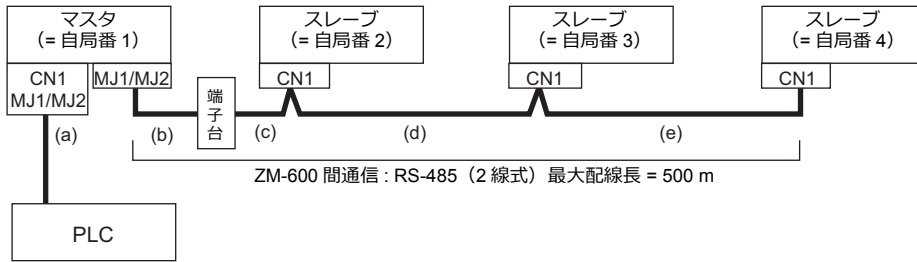 マスタ
(= 自局番 1)
スレーブ
(= 自局番 2)
スレーブ
(= 自局番 3)
スレーブ
(= 自局番 4)
CN1
MJ1/MJ2
MJ1/MJ2
CN1
CN1
CN1
端子台
(a)
(b)
(c)
(d)
(e)
ZM-600 間通信 : RS-485（2 線式）最大配線長 = 500 m
PLC